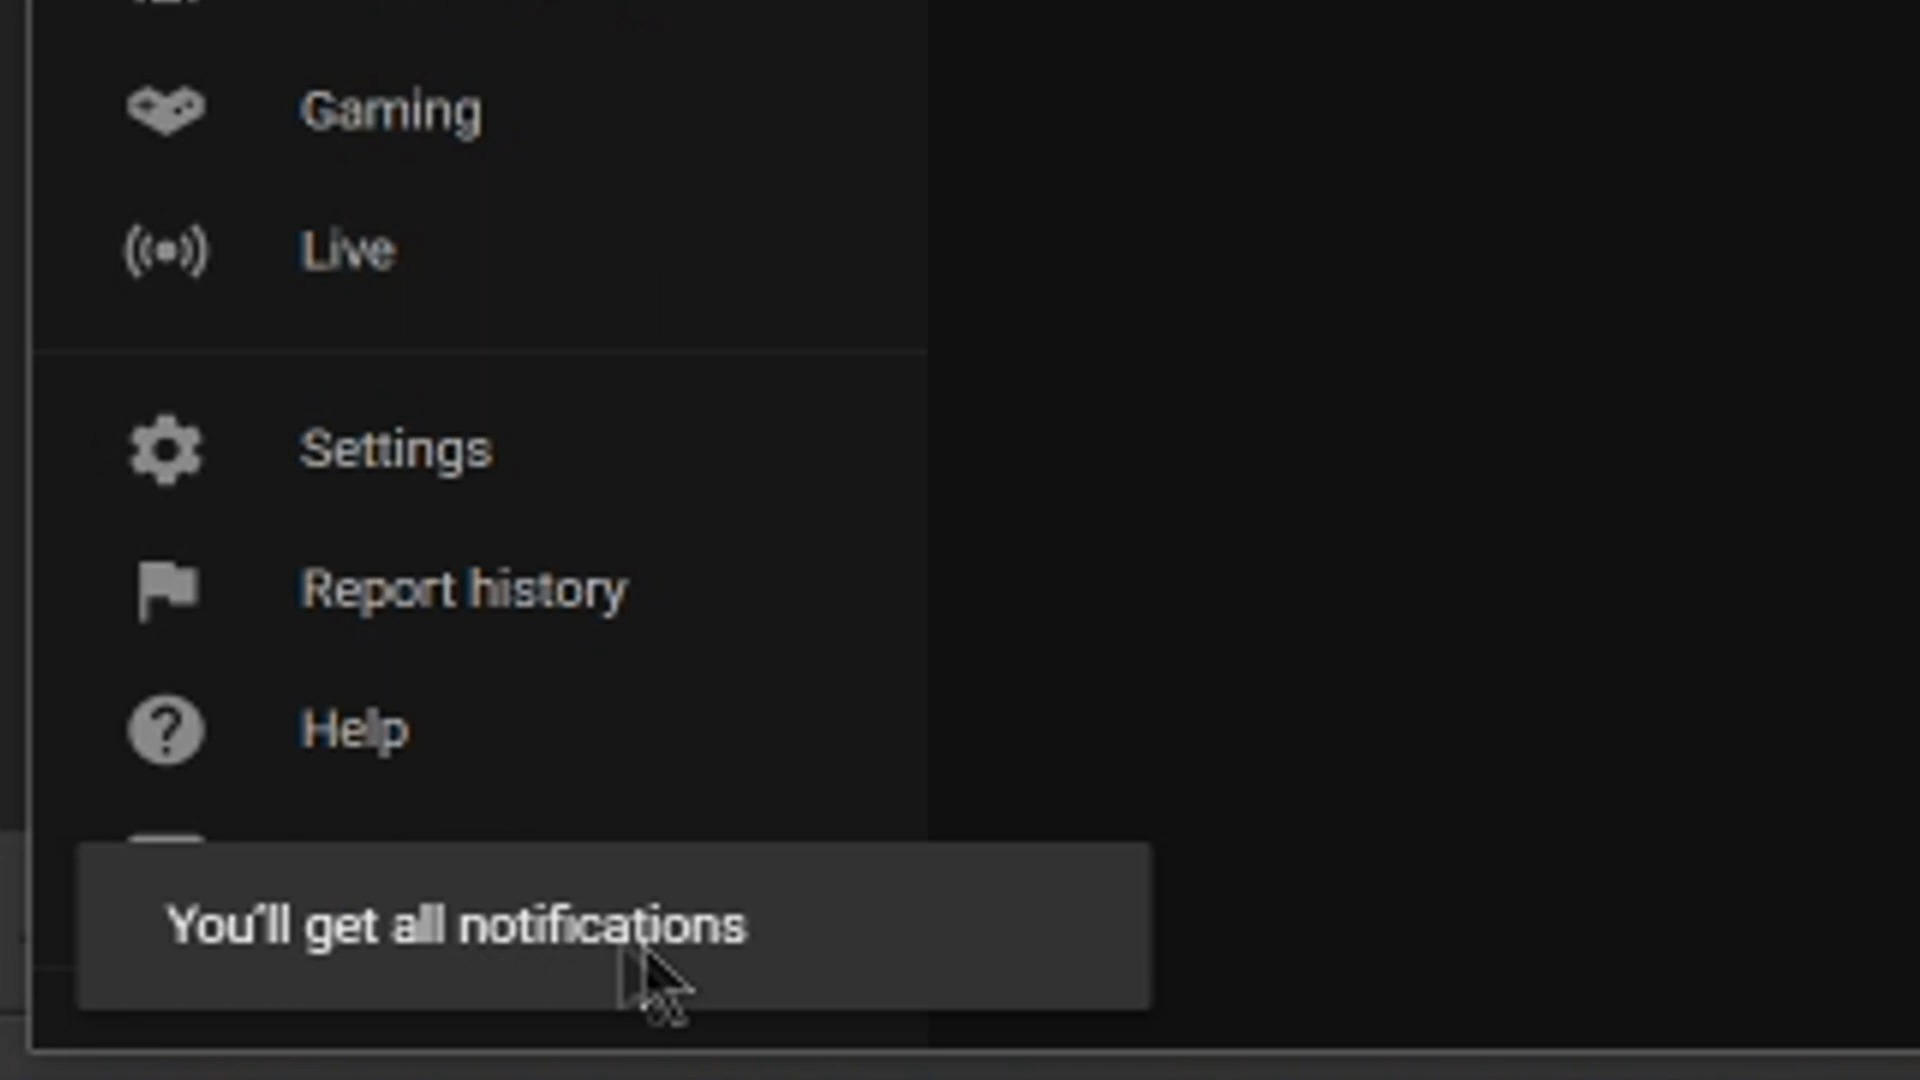 Gaming
Live
Settings
Report history
Help
You'll get all notifications